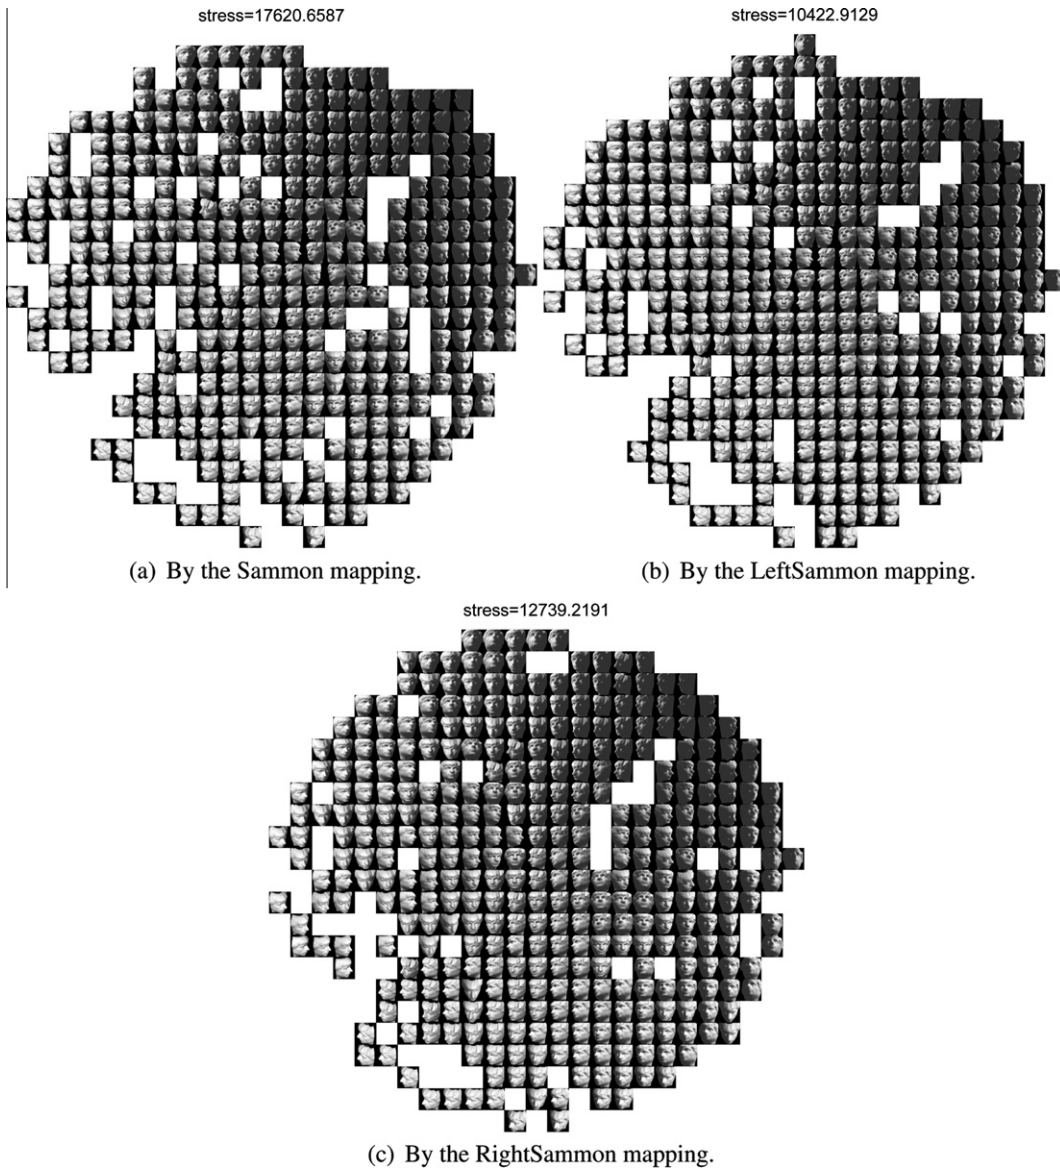 stress=17620.6587
stress=10422.9129
(a) By the Sammon mapping.
(b) By the LeftSammon mapping.
stress=12739.2191
(c) By the RightSammon mapping.